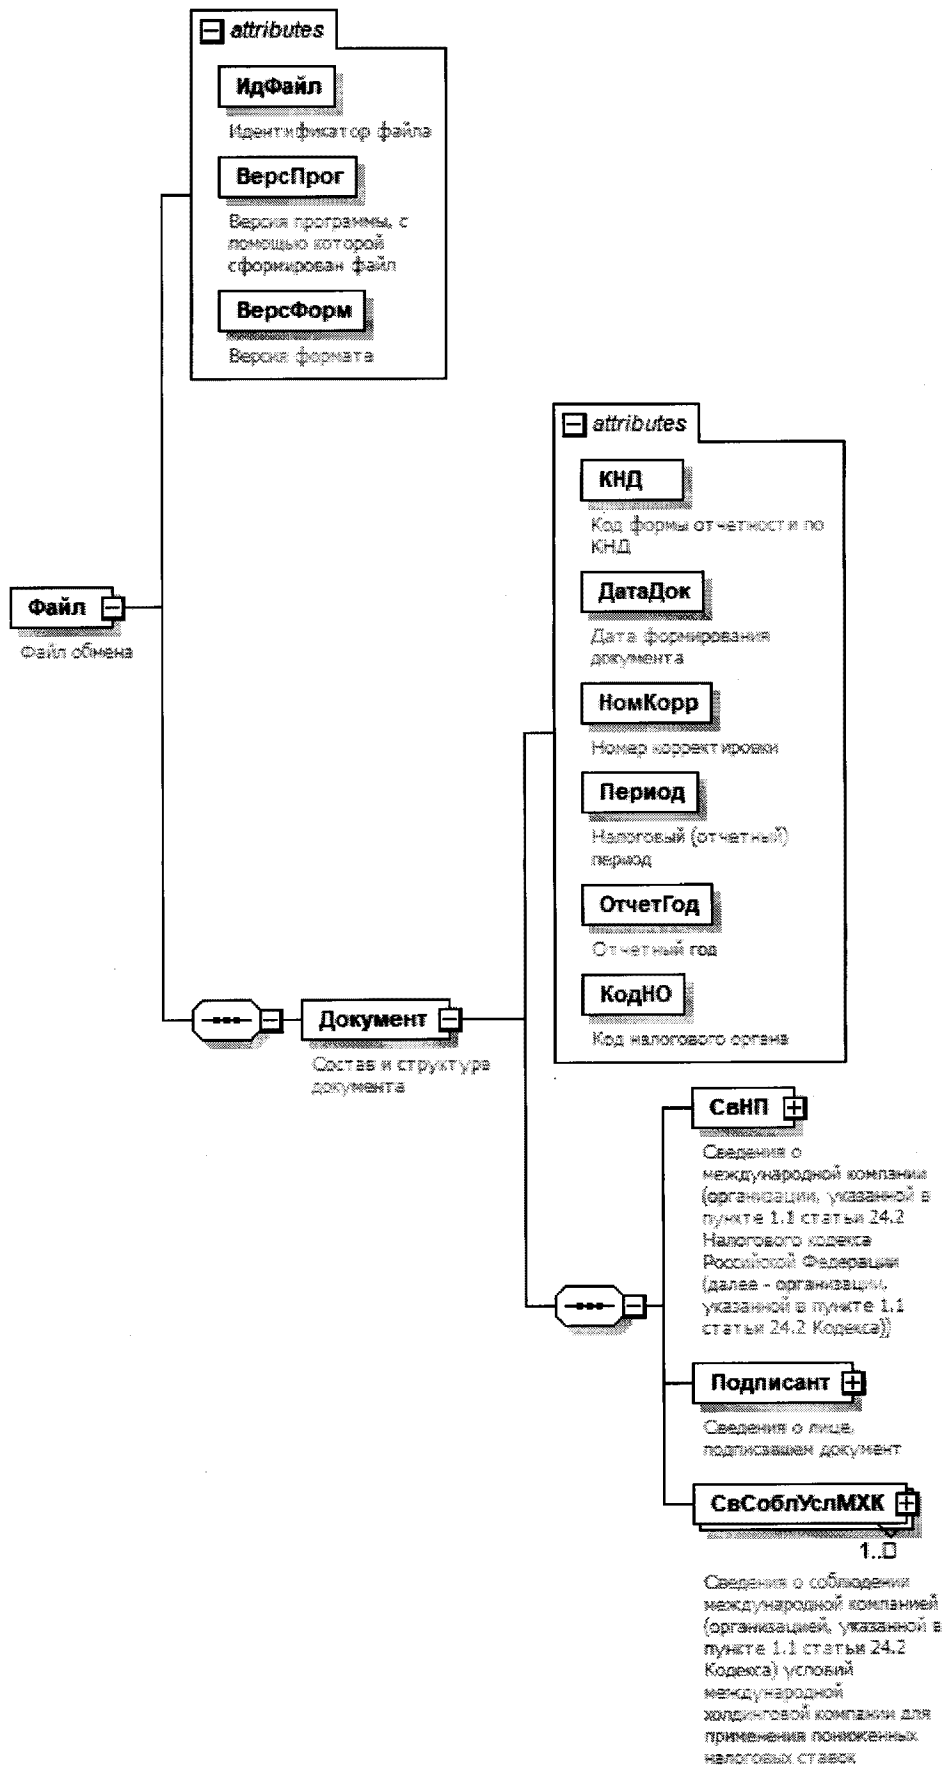 attributes
ИдФайл
Идентификатор файла
ВерсПрог
Версия программы, с
помощью которой
сформирован файл
ВерсФорм
Версия формата
Файл
Файл обмена
attributes
КНД
Код формы отчетности по
КНД
ДатаДок
Дата формирования
документа
НомКорр
Номер корректировки
Период
Налоговый (отчетный)
период
ОтчетГод
Отчетный год
КодНО
Код налогового органа
Документ
Состав и структура
документа
СвНП
Сведения о
международной компании
(организации, указанной в
пункте 1.1 статьи 24.2
Налогового кодекса
Российской Федерации
(далее - организации,
указанной в пункте 1.1
статьи 24.2 Кодекса))
Подписант
Сведения о лице,
подписавшем документ
СвСоблУслМХК
1..□
Сведения о соблюдении
международной компанией
(организацией, указанной в
пункте 1.1 статьи 24.2
Кодекса) условий
международной
холдинговой компании для
применения пониженных
налоговых ставок